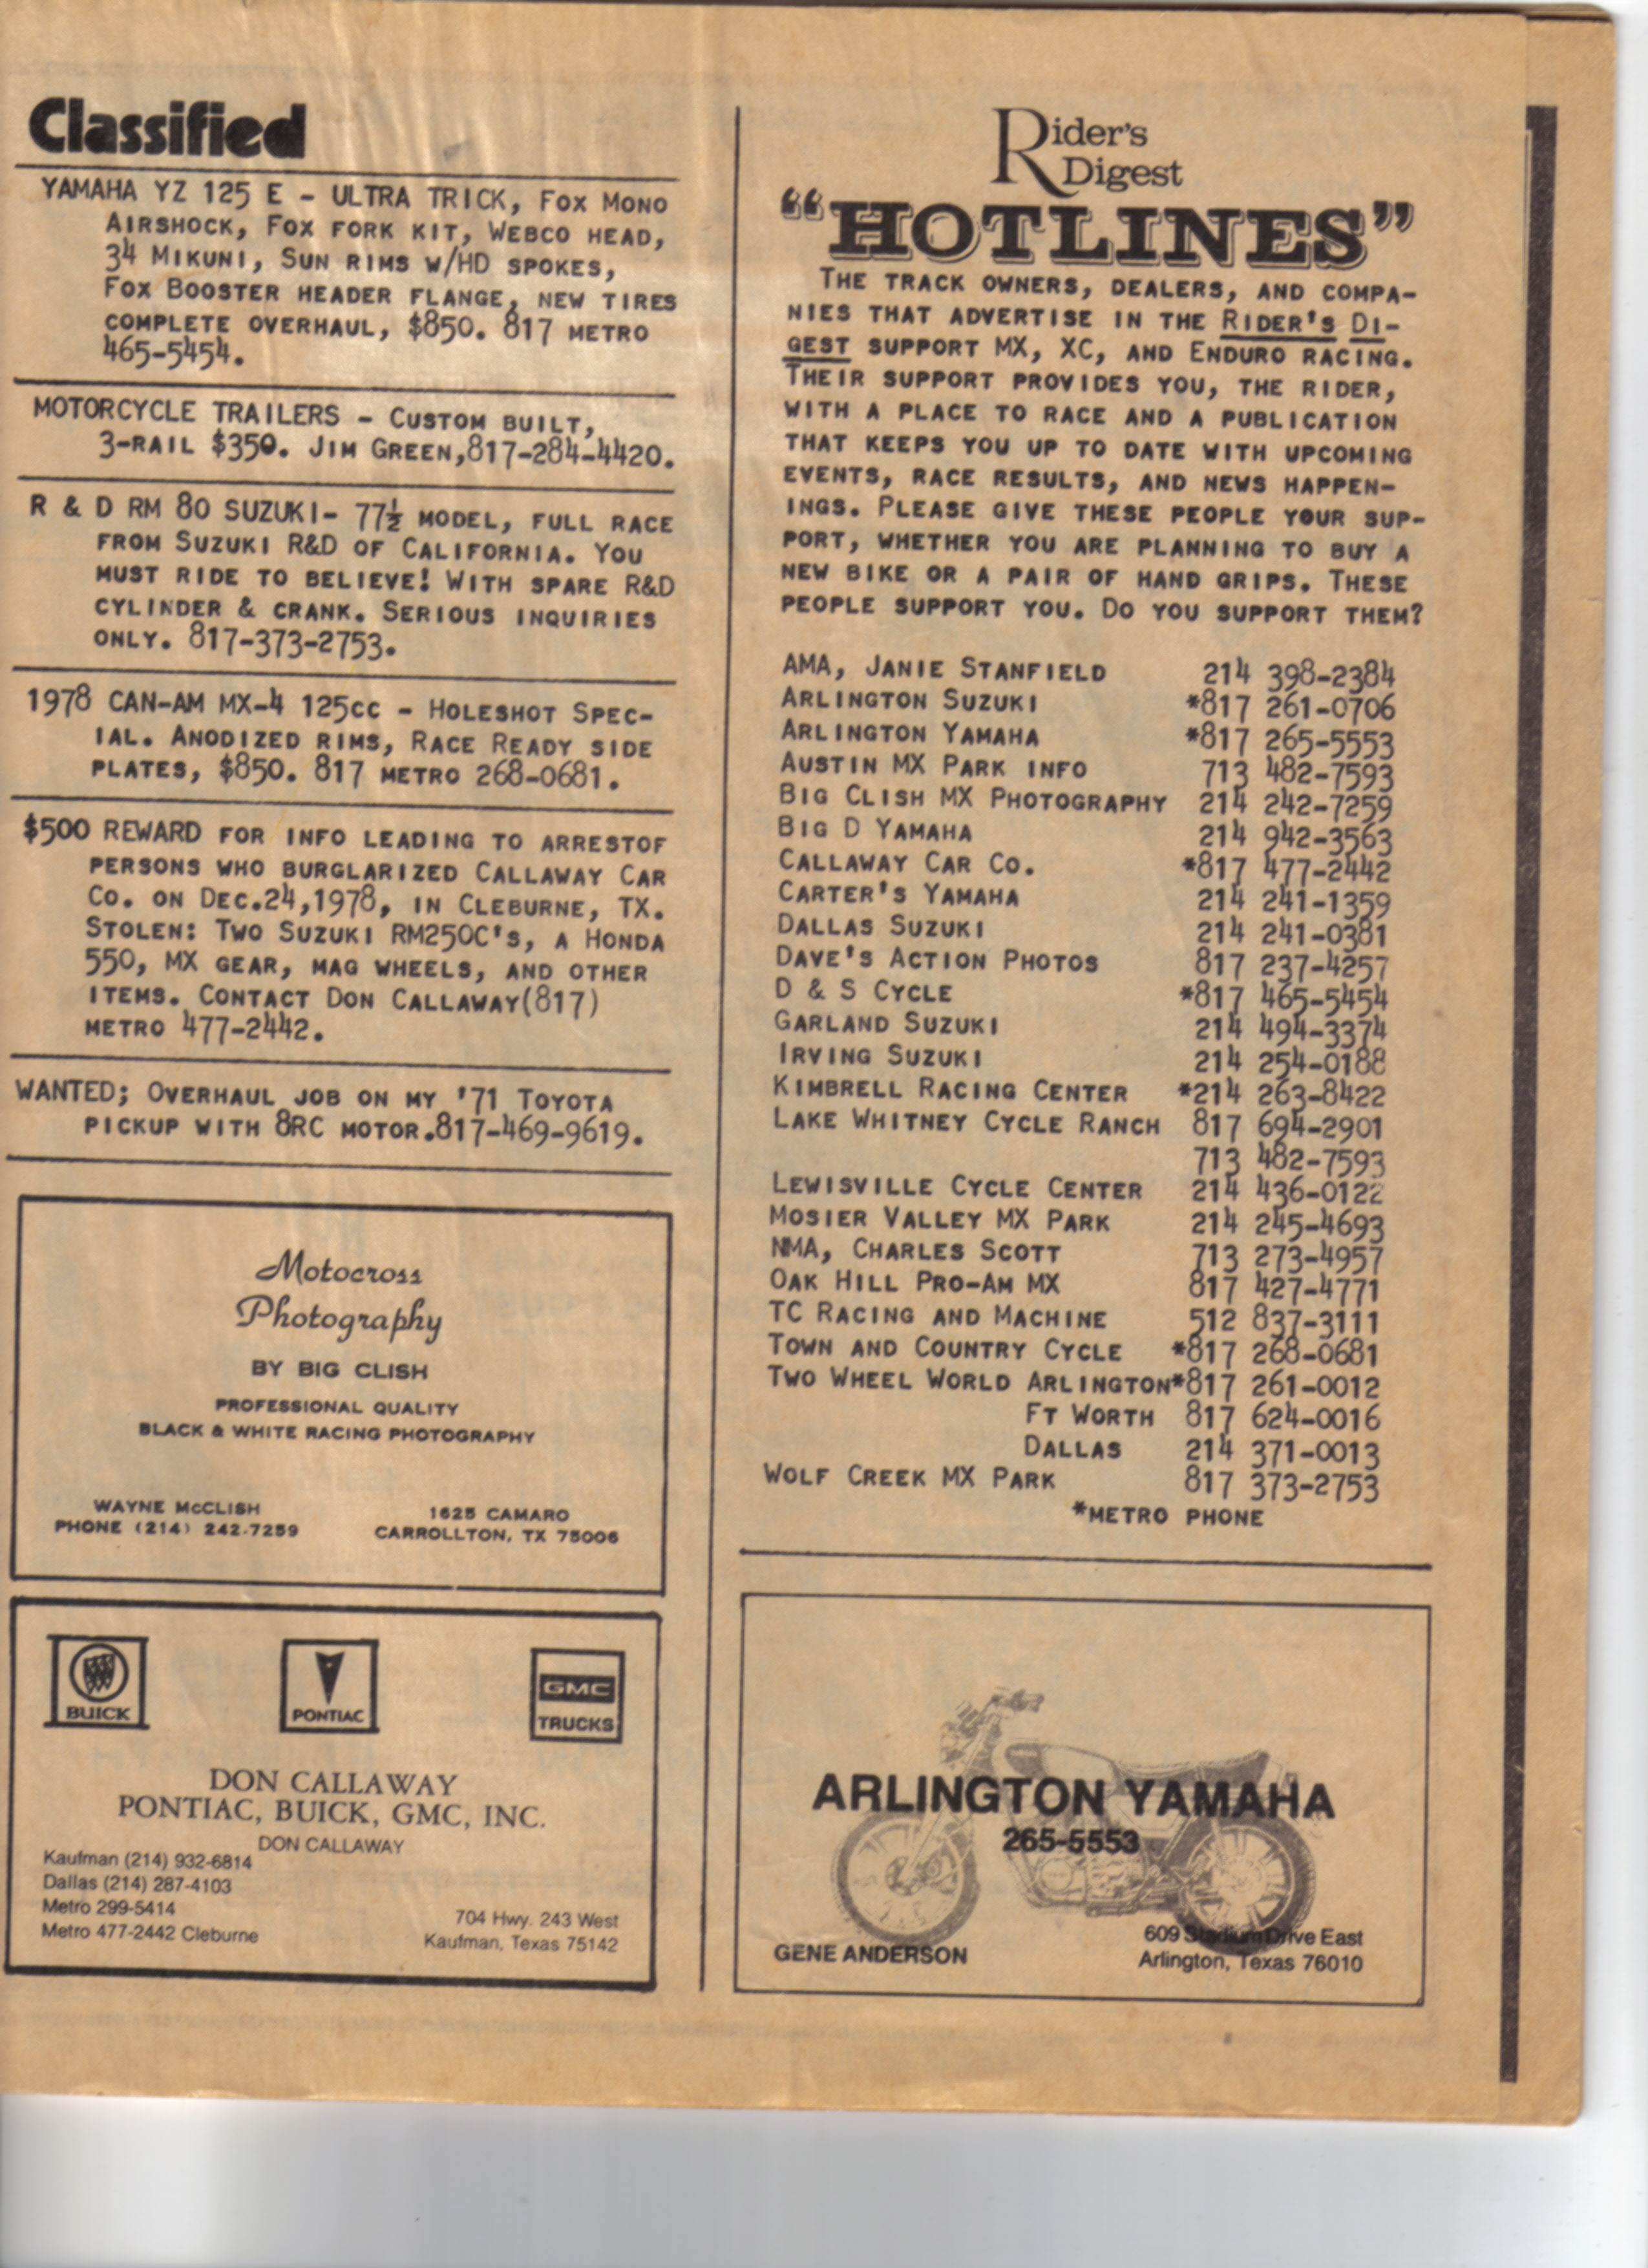 Classified
YAMAHA YZ 125 E - ULTRA TRICK, FOX MONO
AIRSHOCK, FOX FORK KIT, WEBCO HEAD,
34 MIKUNI, SUN RIMS W/HD SPOKES,
FOX BOOSTER HEADER FLANGE, NEW TIRES
COMPLETE OVERHAUL, $850. 817 METRO
465-5454.
MOTORCYCLE TRAILERS - CUSTOM BUILT,
3-RAIL $350. JIM GREEN,817-284-4420.
R & D RM 80 SUZUKI- 77½ MODEL, FULL RACE
FROM SUZUKI R&D OF CALIFORNIA. YOU
MUST RIDE TO BELIEVE! WITH SPARE R&D
CYLINDER & CRANK. SERIOUS INQUIRIES
ONLY. 817-373-2753.
1978 CAN-AM MX-4 125CC - HOLESHOT SPEC-
IAL. ANODIZED RIMS, RACE READY SIDE
PLATES, $850. 817 METRO 268-0681.
$500 REWARD FOR INFO LEADING TO ARRESTOF
PERSONS WHO BURGLARIZED CALLAWAY CAR
CO. ON DEC.24,1978, IN CLEBURNE, TX.
STOLEN: TWO SUZUKI RM250C'S, A HONDA
550, MX GEAR, MAG WHEELS, AND OTHER
ITEMS. CONTACT DON CALLAWAY(817)
METRO 477-2442.
WANTED; OVERHAUL JOB ON MY '71 TOYOTA
PICKUP WITH 8RC MOTOR.817-469-9619.
Motocross
Photography
BY BIG CLISH
PROFESSIONAL QUALITY
BLACK & WHITE RACING PHOTOGRAPHY
WAYNE McCLISH
PHONE (214) 242-7259
1625 CAMARO
CARROLLTON, TX 75006
BUICK
PONTIAC
GMC
TRUCKS
DON CALLAWAY
PONTIAC, BUICK, GMC, INC.
DON CALLAWAY
Kaufman (214) 932-6814
Dallas (214) 287-4103
Metro 299-5414
Metro 477-2442 Cleburne
704 Hwy. 243 West
Kaufman, Texas 75142
Rider's
Digest
"HOTLINES"
THE TRACK OWNERS, DEALERS, AND COMPA-
NIES THAT ADVERTISE IN THE RIDER'S DI-
GEST SUPPORT MX, XC, AND ENDURO RACING.
THEIR SUPPORT PROVIDES YOU, THE RIDER,
WITH A PLACE TO RACE AND A PUBLICATION
THAT KEEPS YOU UP TO DATE WITH UPCOMING
EVENTS, RACE RESULTS, AND NEWS HAPPEN-
INGS. PLEASE GIVE THESE PEOPLE YOUR SUP-
PORT, WHETHER YOU ARE PLANNING TO BUY A
NEW BIKE OR A PAIR OF HAND GRIPS. THESE
PEOPLE SUPPORT YOU. DO YOU SUPPORT THEM?
AMA, JANIE STANFIELD 214 398-2384
ARLINGTON SUZUKI *817 261-0706
ARLINGTON YAMAHA *817 265-5553
AUSTIN MX PARK INFO 713 482-7593
BIG CLISH MX PHOTOGRAPHY 214 242-7259
BIG D YAMAHA 214 942-3563
CALLAWAY CAR CO. *817 477-2442
CARTER'S YAMAHA 214 241-1359
DALLAS SUZUKI 214 241-0381
DAVE'S ACTION PHOTOS 817 237-4257
D & S CYCLE *817 465-5454
GARLAND SUZUKI 214 494-3374
IRVING SUZUKI 214 254-0188
KIMBRELL RACING CENTER *214 263-8422
LAKE WHITNEY CYCLE RANCH 817 694-2901
713 482-7593
LEWISVILLE CYCLE CENTER 214 436-0122
MOSIER VALLEY MX PARK 214 245-4693
NMA, CHARLES SCOTT 713 273-4957
OAK HILL PRO-AM MX 817 427-4771
TC RACING AND MACHINE 512 837-3111
TOWN AND COUNTRY CYCLE *817 268-0681
TWO WHEEL WORLD ARLINGTON*817 261-0012
FT WORTH 817 624-0016
DALLAS 214 371-0013
WOLF CREEK MX PARK 817 373-2753
*METRO PHONE
ARLINGTON YAMAHA
265-5553
GENE ANDERSON
609 Stadium Drive East
Arlington, Texas 76010